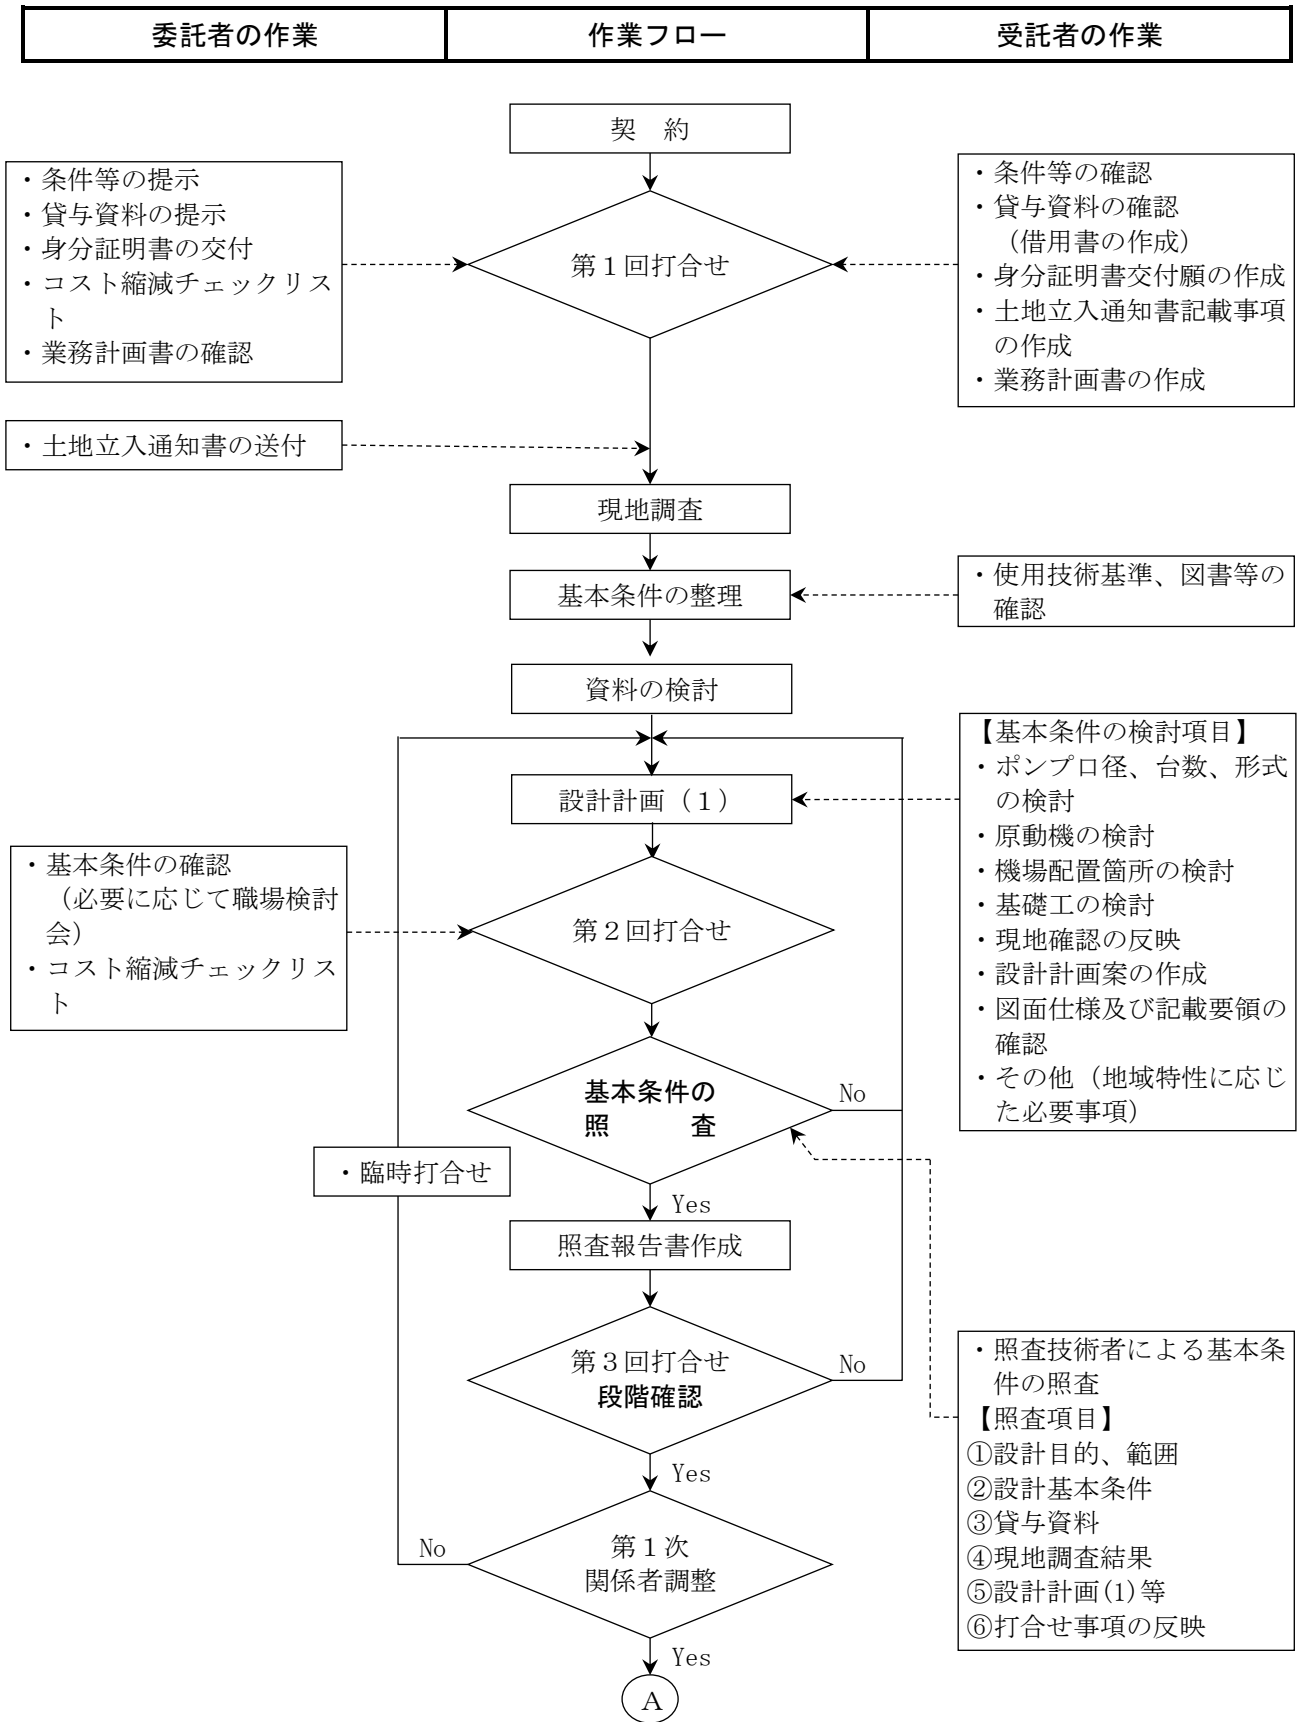 委託者の作業
作業フロー
受託者の作業
契　約
・条件等の提示
・貸与資料の提示
・身分証明書の交付
・コスト縮減チェックリス
ト
・業務計画書の確認
第１回打合せ
・条件等の確認
・貸与資料の確認
（借用書の作成）
・身分証明書交付願の作成
・土地立入通知書記載事項
の作成
・業務計画書の作成
・土地立入通知書の送付
現地調査
基本条件の整理
・使用技術基準、図書等の
確認
資料の検討
設計計画（１）
【基本条件の検討項目】
・ポンプロ径、台数、形式
の検討
・原動機の検討
・機場配置箇所の検討
・基礎工の検討
・現地確認の反映
・設計計画案の作成
・図面仕様及び記載要領の
確認
・その他（地域特性に応じ
た必要事項）
・基本条件の確認
（必要に応じて職場検討
会）
・コスト縮減チェックリス
ト
第２回打合せ
基本条件の
照　　　査
No
・臨時打合せ
Yes
照査報告書作成
第３回打合せ
段階確認
No
・照査技術者による基本条
件の照査
【照査項目】
①設計目的、範囲
②設計基本条件
③貸与資料
④現地調査結果
⑤設計計画(1)等
⑥打合せ事項の反映
Yes
第１次
関係者調整
No
Yes
A